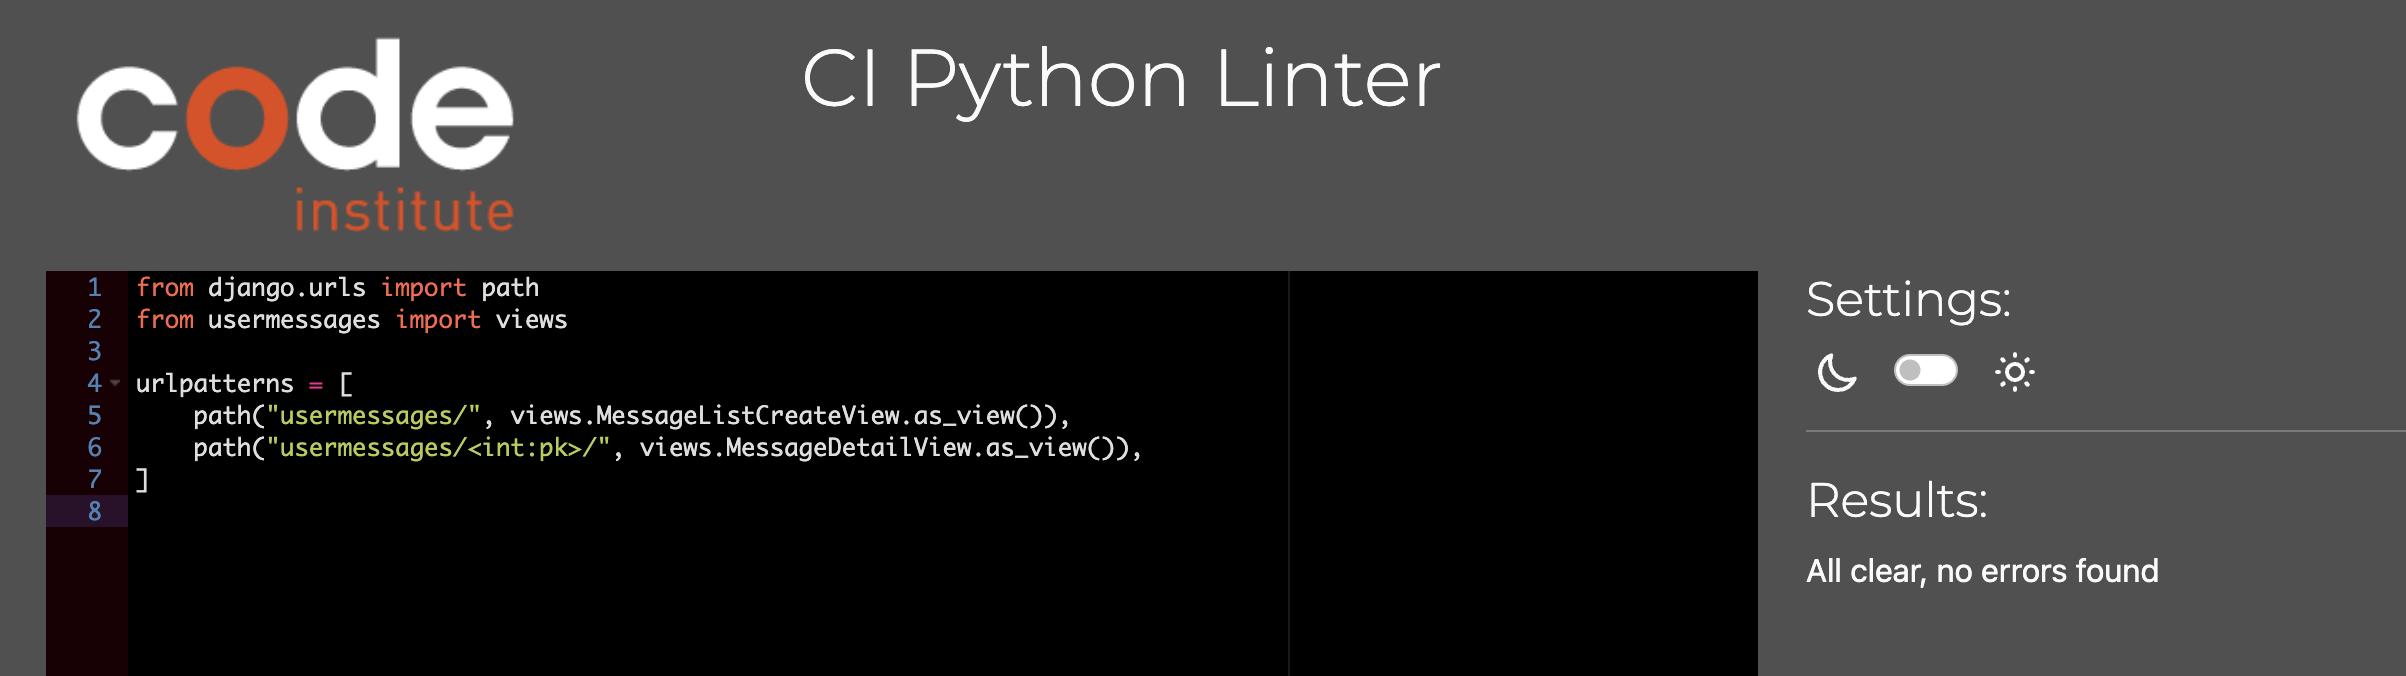 code
institute
CI Python Linter
1 from django.urls import path
2 from usermessages import views
3
4 urlpatterns = [
5     path("usermessages/", views.MessageListCreateView.as_view()),
6     path("usermessages/<int:pk>/", views.MessageDetailView.as_view()),
7 ]
8
Settings:
Results:
All clear, no errors found